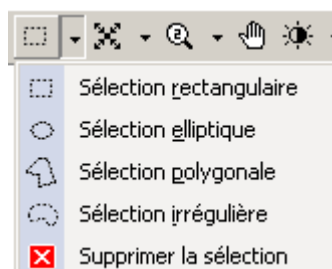 Sélection rectangulaire
Sélection elliptique
Sélection polygonale
Sélection irrégulière
Supprimer la sélection